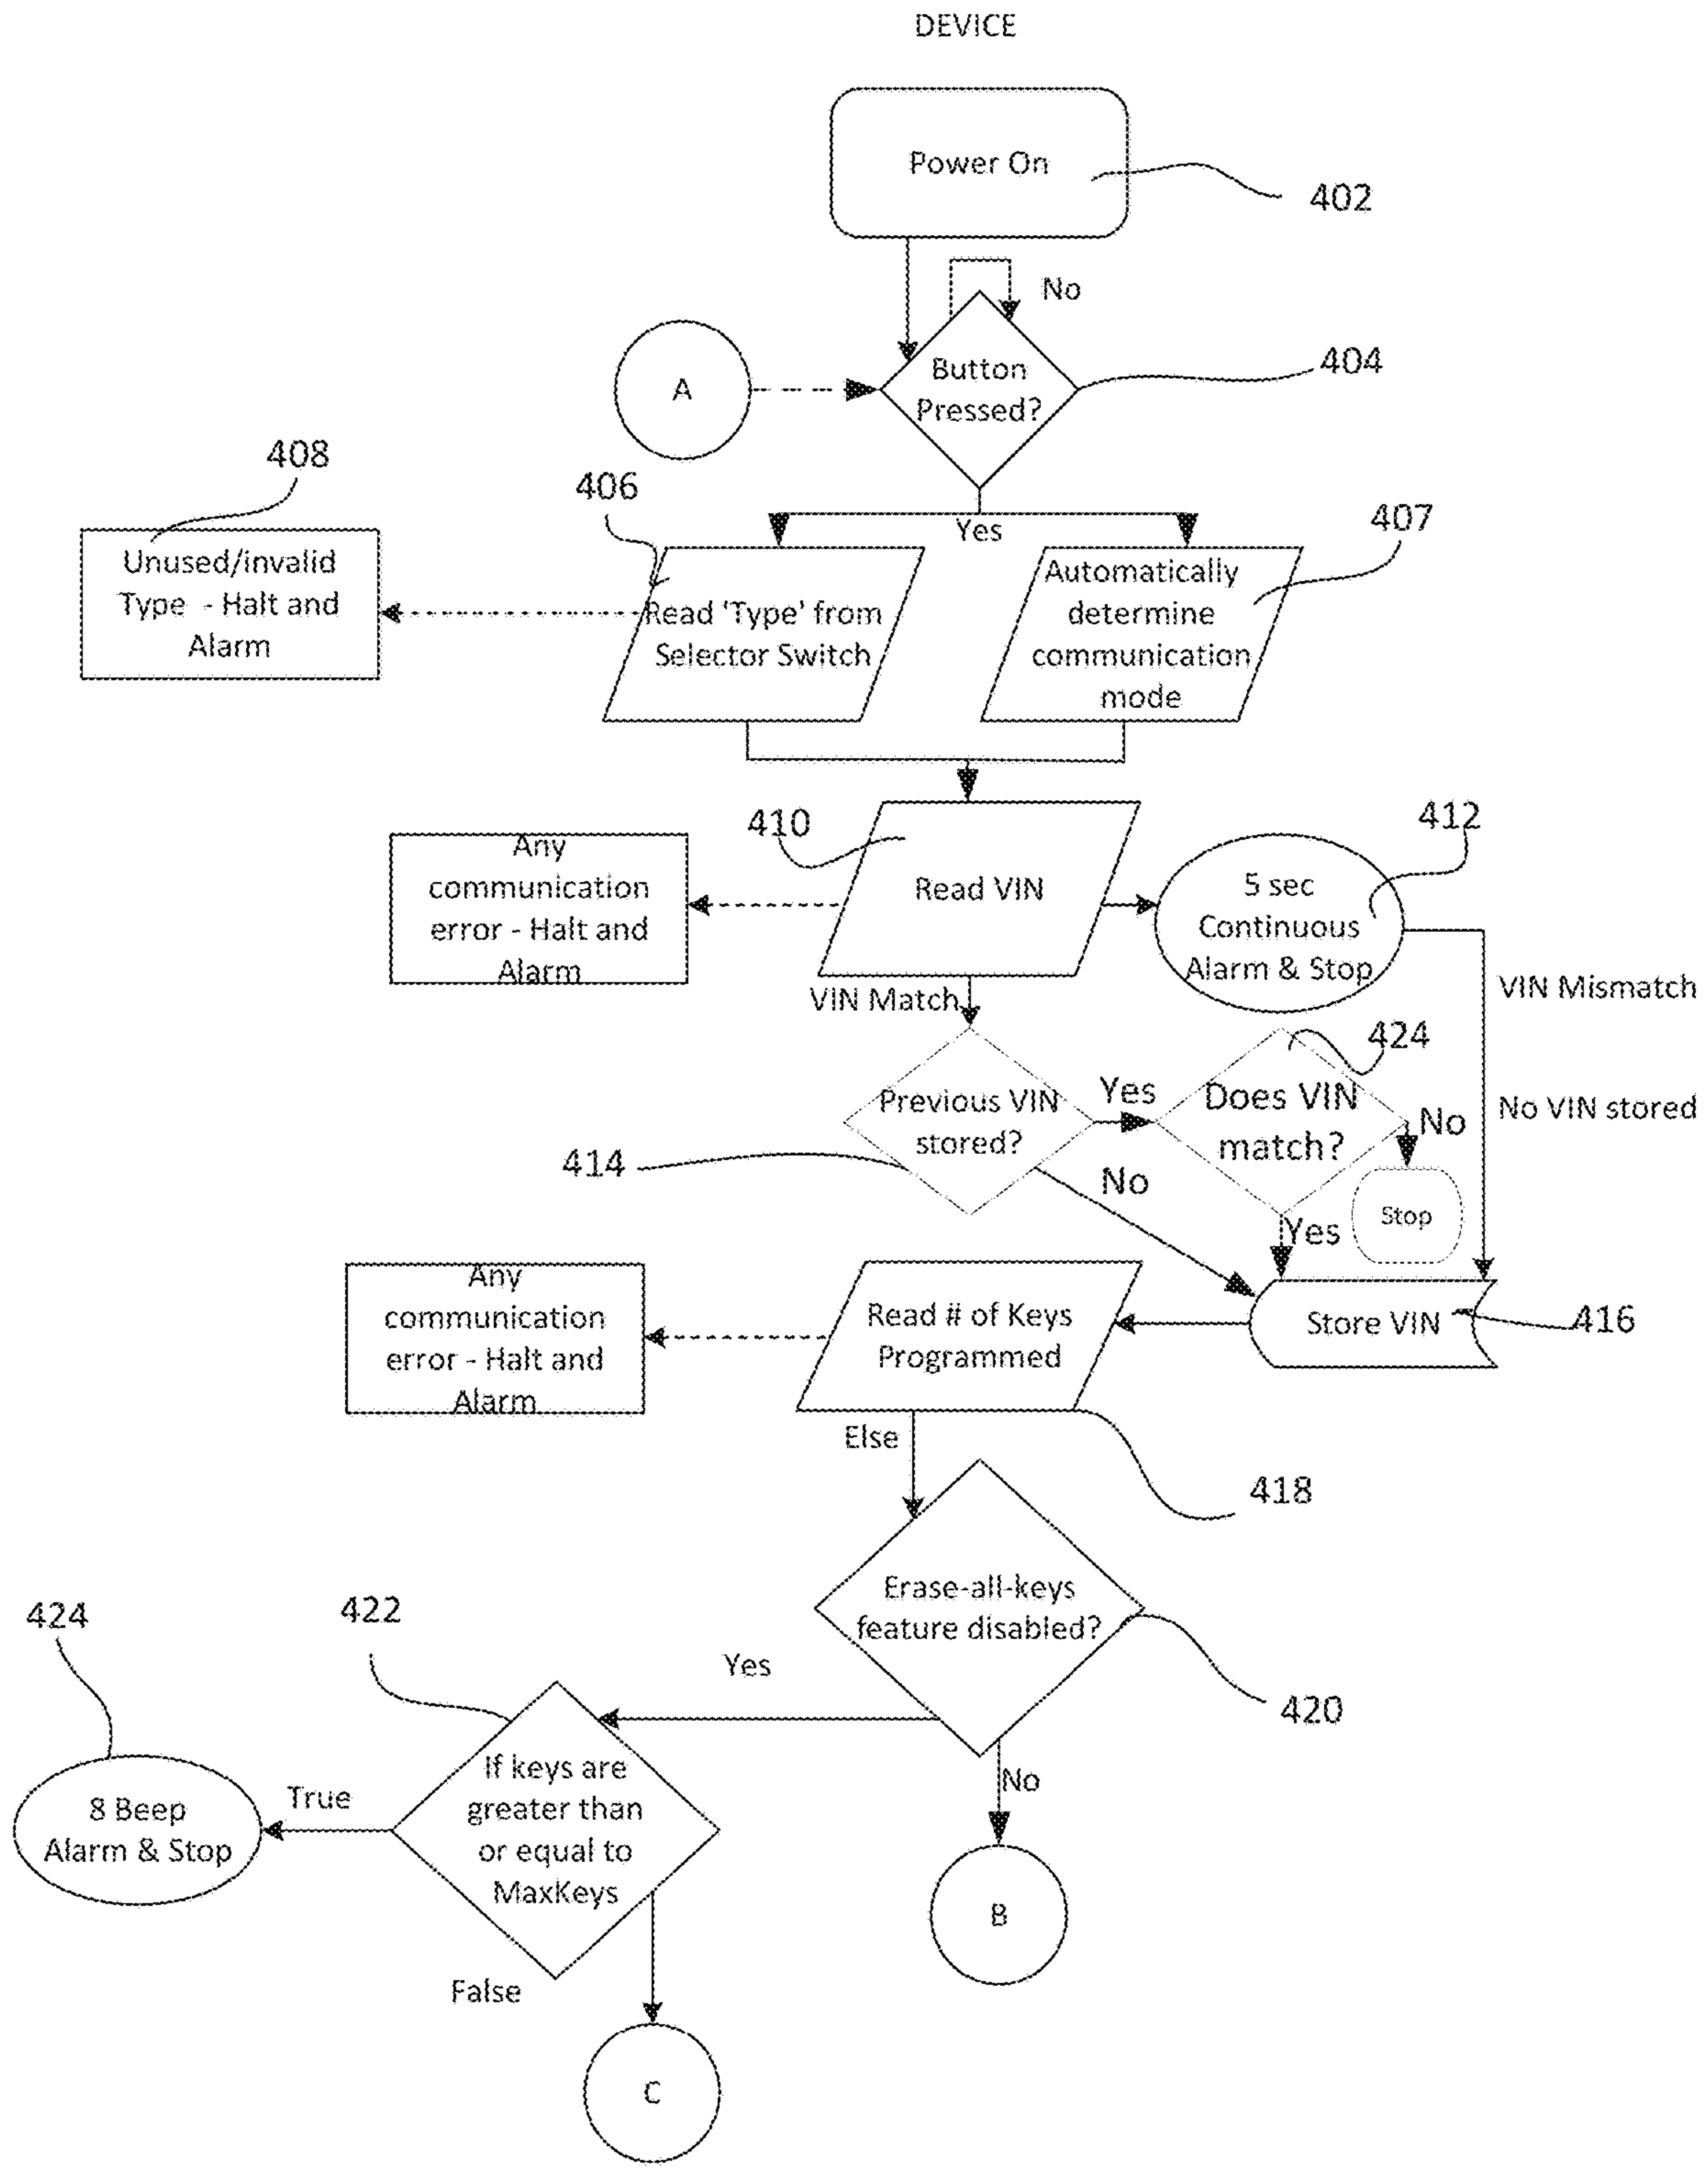 DEVICE
Power On
402
No
A
Button
Pressed?
404
408
406
Yes
407
Unused/invalid
Type - Halt and
Alarm
Read 'Type' from
Selector Switch
Automatically
determine
communication
mode
410
412
Any
communication
error - Halt and
Alarm
Read VIN
5 sec
Continuous
Alarm & Stop
VIN Match
VIN Mismatch
424
Previous VIN
stored?
Yes
Does VIN
match?
No
No VIN stored
414
No
Yes
Stop
Any
communication
error - Halt and
Alarm
Read # of Keys
Programmed
Store VIN
416
Else
418
Erase-all-keys
feature disabled?
424
422
Yes
420
If keys are
greater than
or equal to
MaxKeys
True
8 Beep
Alarm & Stop
No
B
False
C